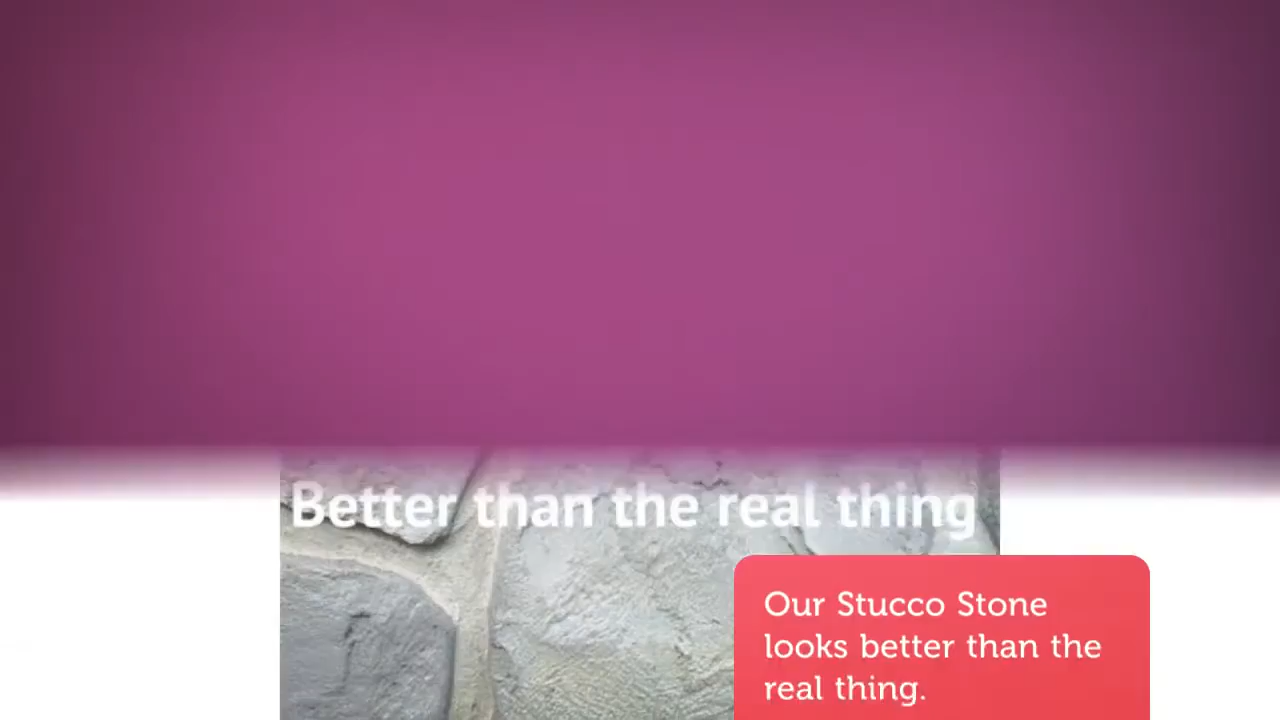 Better than the real thing
Our Stucco Stone
looks better than the
real thing.